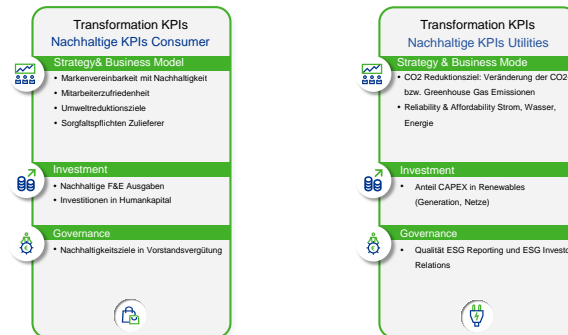 Transformation KPIs
Nachhaltige KPIs Consumer
Strategy& Business Model
• Markenvereinbarkeit mit Nachhaltigkeit
• Mitarbeiterzufriedenheit
• Umweltreduktionsziele
• Sorgfaltspflichten Zulieferer
Investment
• Nachhaltige F&E Ausgaben
• Investitionen in Humankapital
Governance
• Nachhaltigkeitsziele in Vorstandsvergütung
Transformation KPIs
Nachhaltige KPIs Utilities
Strategy & Business Mode
• CO2 Reduktionsziel: Veränderung der CO2-
bzw. Greenhouse Gas Emissionen
• Reliability & Affordability Strom, Wasser,
Energie
Investment
• Anteil CAPEX in Renewables
(Generation, Netze)
Governance
• Qualität ESG Reporting und ESG Investo
Relations